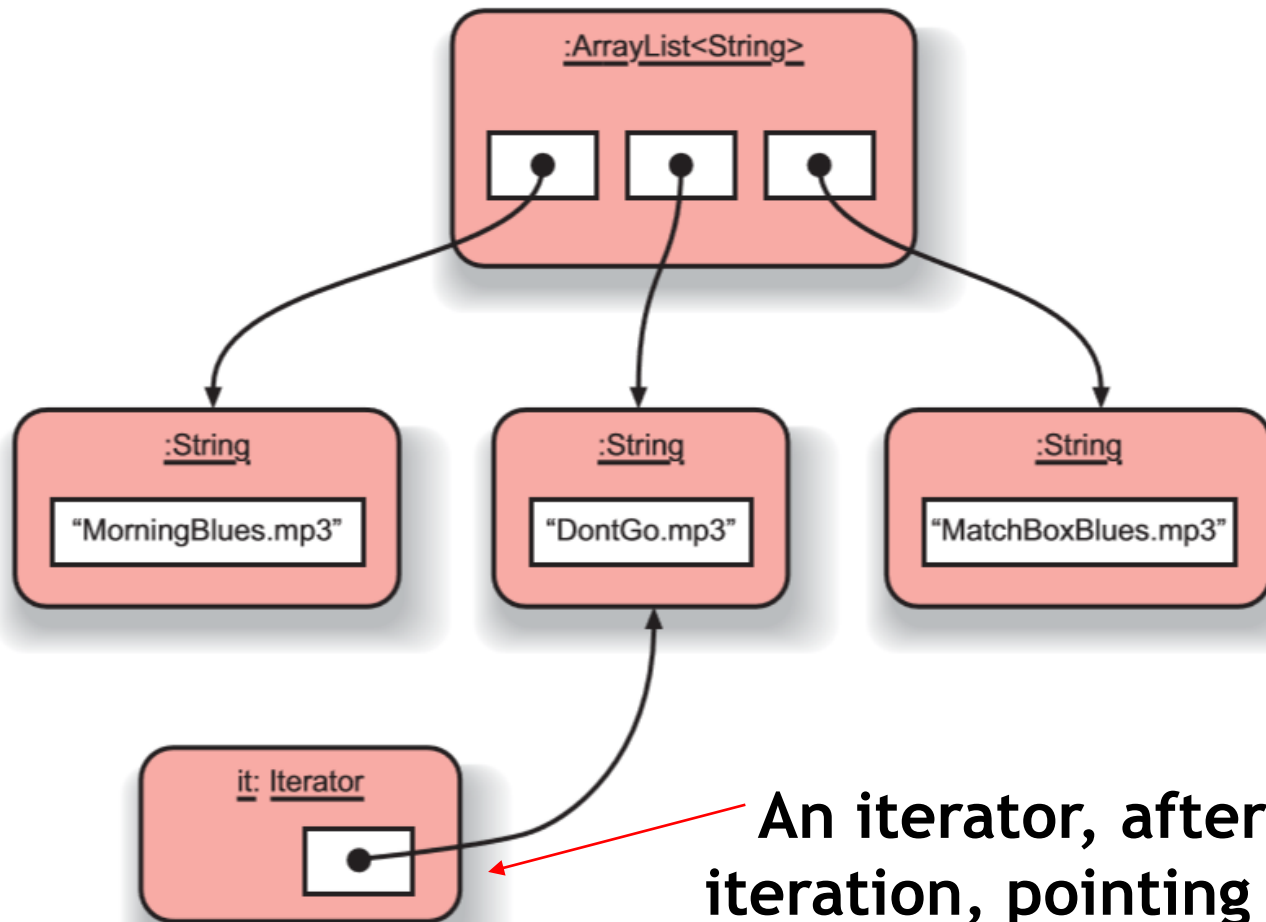 :ArrayList<String>
:String
:String
:String
“MorningBlues.mp3”
“DontGo.mp3”
“MatchBoxBlues.mp3”
it: Iterator
An iterator, after
iteration, pointing